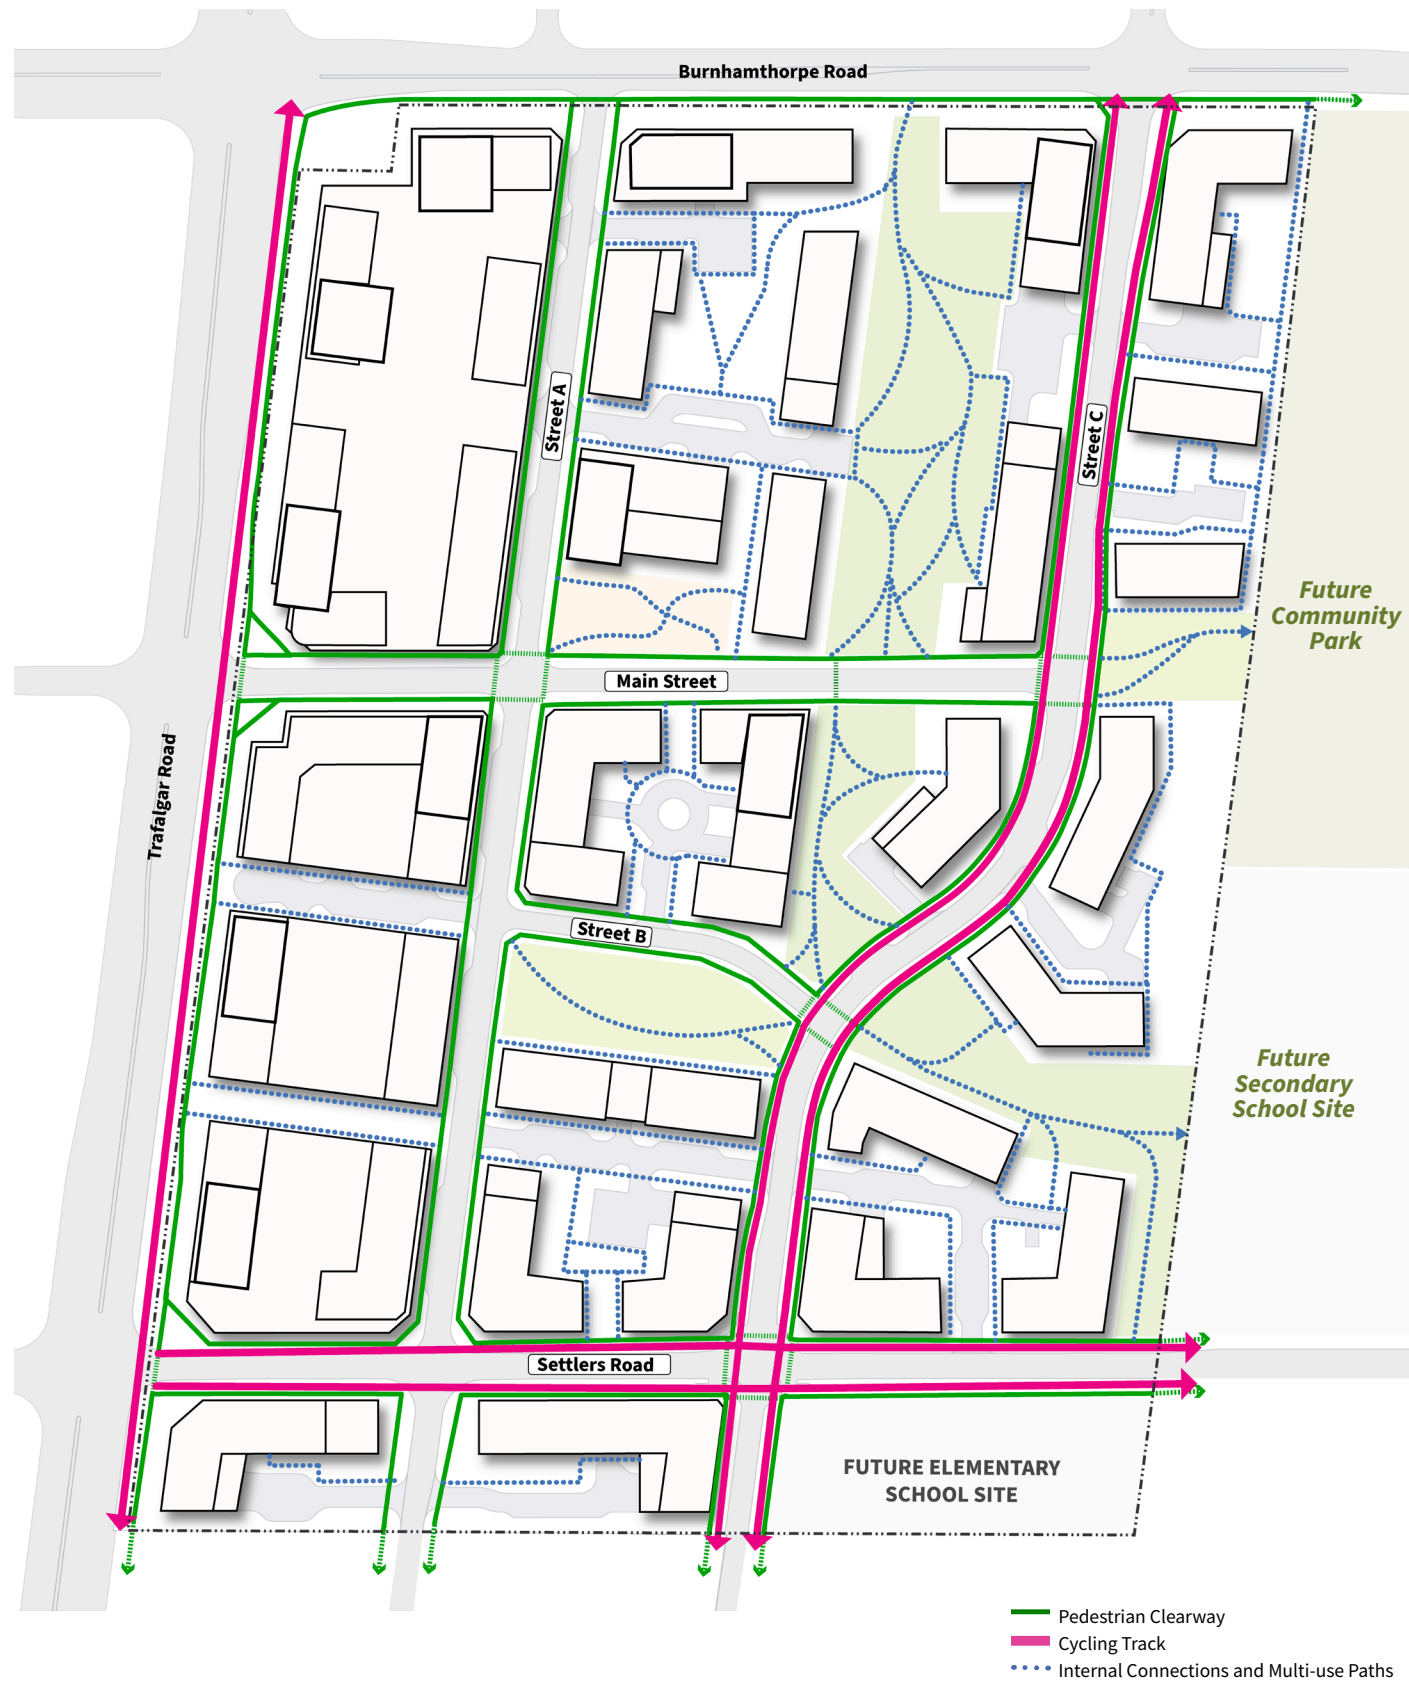 Burnhamthorpe Road
Street A
Street C
Future
Community
Park
Main Street
Trafalgar Road
Street B
Future
Secondary
School Site
Settlers Road
FUTURE ELEMENTARY
SCHOOL SITE
Pedestrian Clearway
Cycling Track
Internal Connections and Multi-use Paths